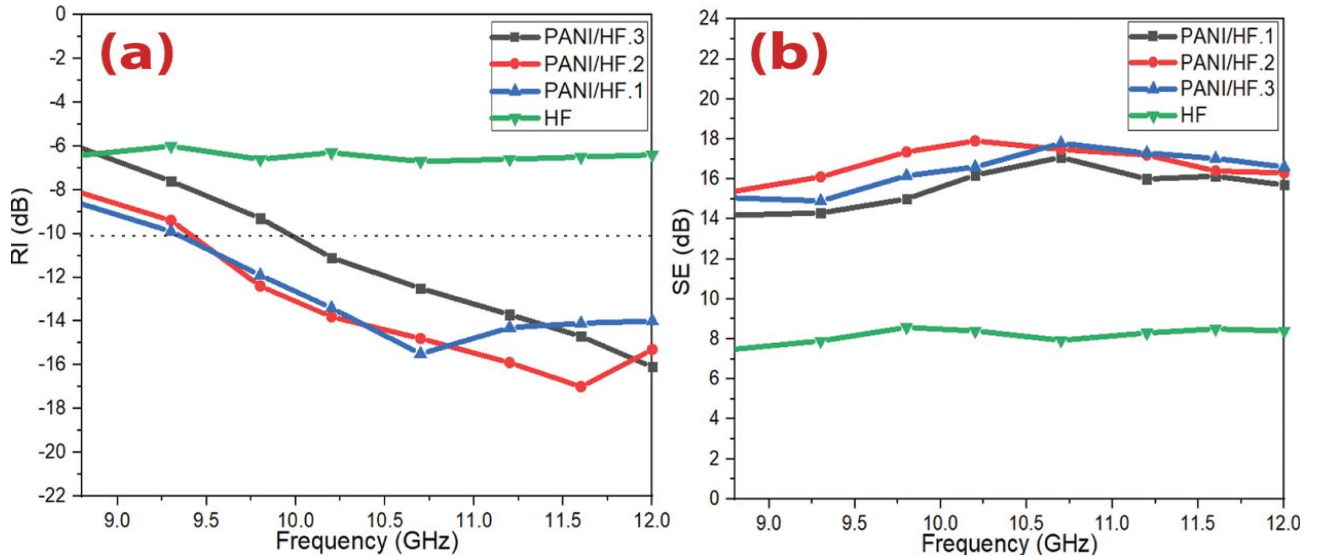 (a)
PANI/HF.3
PANI/HF.2
PANI/HF.1
HF
RI (dB)
0
-2
-4
-6
-8
-10
-12
-14
-16
-18
-20
-22
9.0 9.5 10.0 10.5 11.0 11.5 12.0
Frequency (GHz)
(b)
PANI/HF.1
PANI/HF.2
PANI/HF.3
HF
SE (dB)
24
22
20
18
16
14
12
10
8
6
4
2
0
9.0 9.5 10.0 10.5 11.0 11.5 12.0
Frequency (GHz)